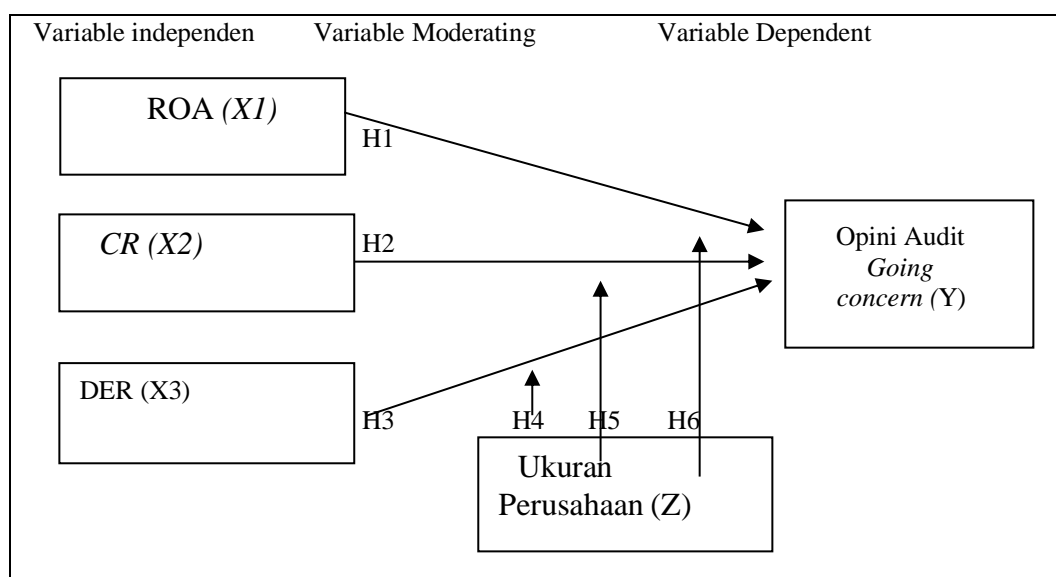 Variable independen Variable Moderating Variable Dependent
ROA (X1)
H1
CR (X2)
H2
Opini Audit
Going
concern (Y)
DER (X3)
H3 H4 H5 H6
Ukuran
Perusahaan (Z)